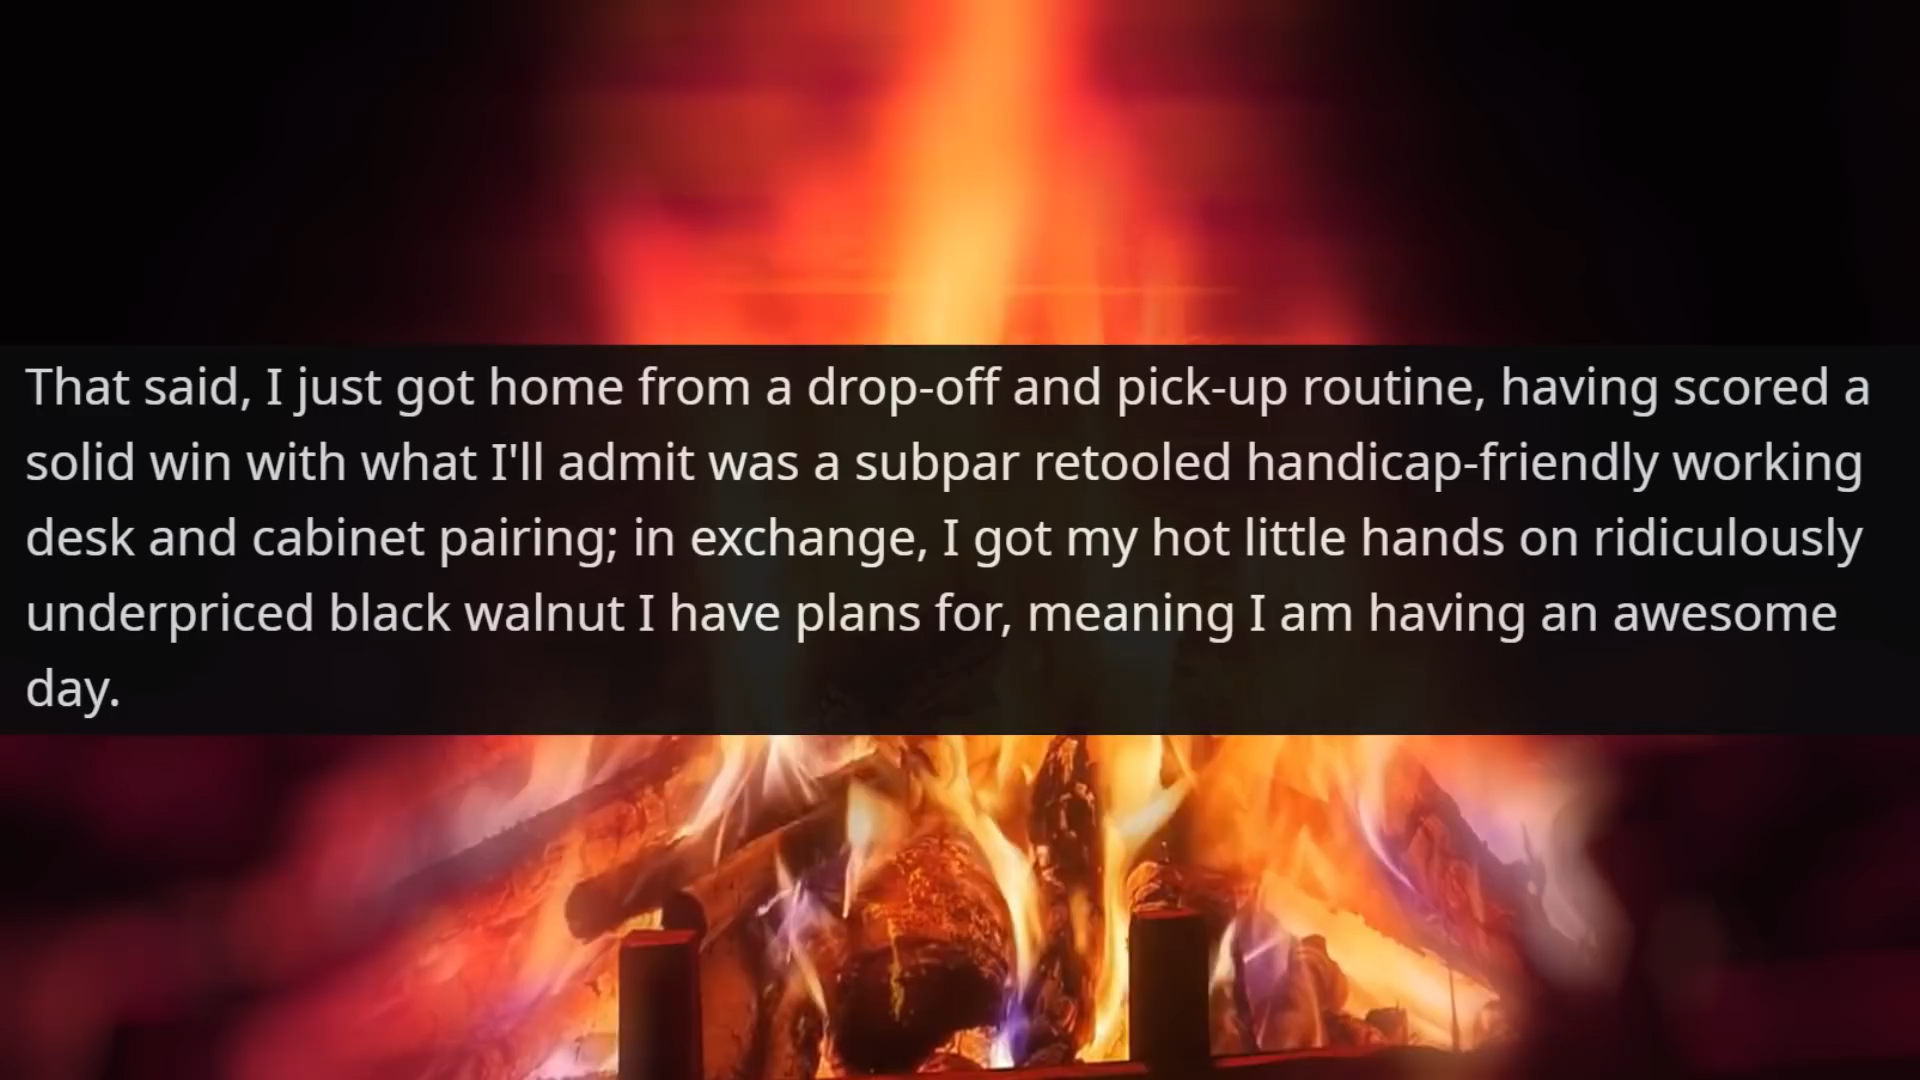 That said, I just got home from a drop-off and pick-up routine, having scored a
solid win with what I'll admit was a subpar retooled handicap-friendly working
desk and cabinet pairing; in exchange, I got my hot little hands on ridiculously
underpriced black walnut I have plans for, meaning I am having an awesome
day.